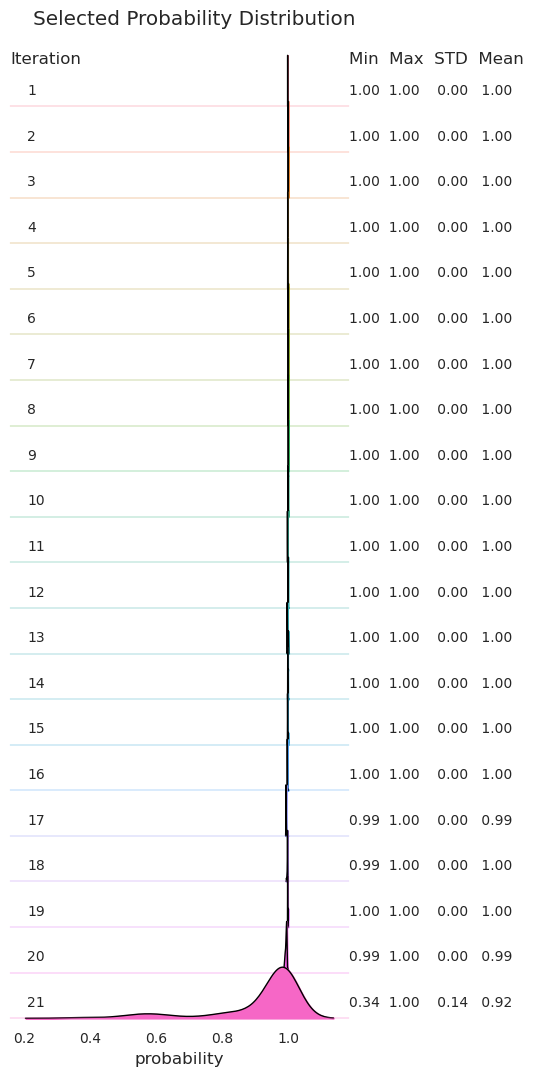 Selected Probability Distribution
Iteration Min Max STD Mean
1 1.00 1.00 0.00 1.00
2 1.00 1.00 0.00 1.00
3 1.00 1.00 0.00 1.00
4 1.00 1.00 0.00 1.00
5 1.00 1.00 0.00 1.00
6 1.00 1.00 0.00 1.00
7 1.00 1.00 0.00 1.00
8 1.00 1.00 0.00 1.00
9 1.00 1.00 0.00 1.00
10 1.00 1.00 0.00 1.00
11 1.00 1.00 0.00 1.00
12 1.00 1.00 0.00 1.00
13 1.00 1.00 0.00 1.00
14 1.00 1.00 0.00 1.00
15 1.00 1.00 0.00 1.00
16 1.00 1.00 0.00 1.00
17 0.99 1.00 0.00 0.99
18 0.99 1.00 0.00 1.00
19 1.00 1.00 0.00 1.00
20 0.99 1.00 0.00 0.99
21 0.34 1.00 0.14 0.92
0.2 0.4 0.6 0.8 1.0
probability